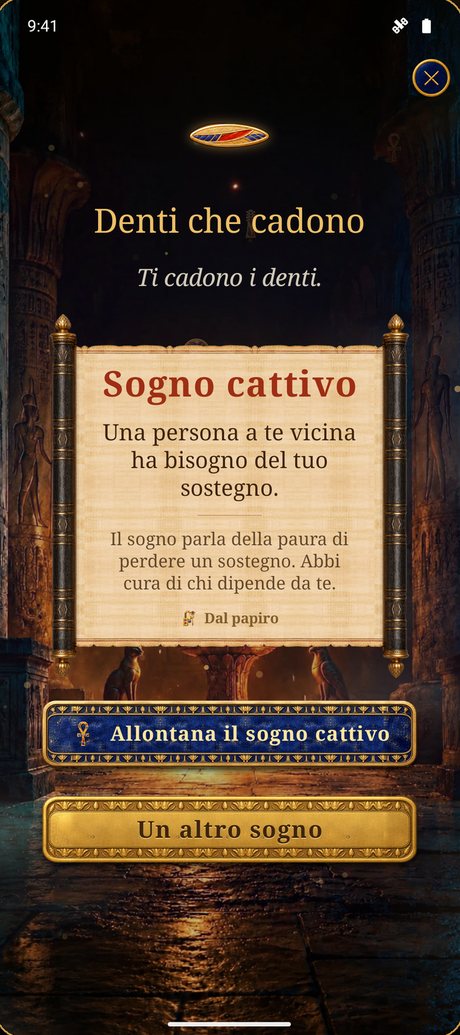 9:41
Denti che cadono
Ti cadono i denti.
Sogno cattivo
Una persona a te vicina
ha bisogno del tuo
sostegno.
Il sogno parla della paura di
perdere un sostegno. Abbi
cura di chi dipende da te.
Dal papiro
Allontana il sogno cattivo
Un altro sogno